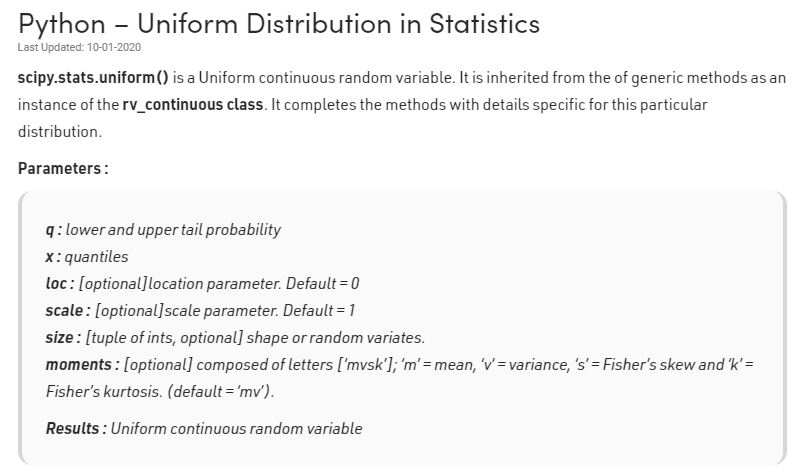 Python – Uniform Distribution in Statistics
Last Updated: 10-01-2020
scipy.stats.uniform() is a Uniform continuous random variable. It is inherited from the of generic methods as an
instance of the rv_continuous class. It completes the methods with details specific for this particular
distribution.
Parameters :
q : lower and upper tail probability
x : quantiles
loc : [optional]location parameter. Default = 0
scale : [optional]scale parameter. Default = 1
size : [tuple of ints, optional] shape or random variates.
moments : [optional] composed of letters [‘mvsk’]; ‘m’ = mean, ‘v’ = variance, ‘s’ = Fisher’s skew and ‘k’ =
Fisher’s kurtosis. (default = ‘mv’).
Results : Uniform continuous random variable